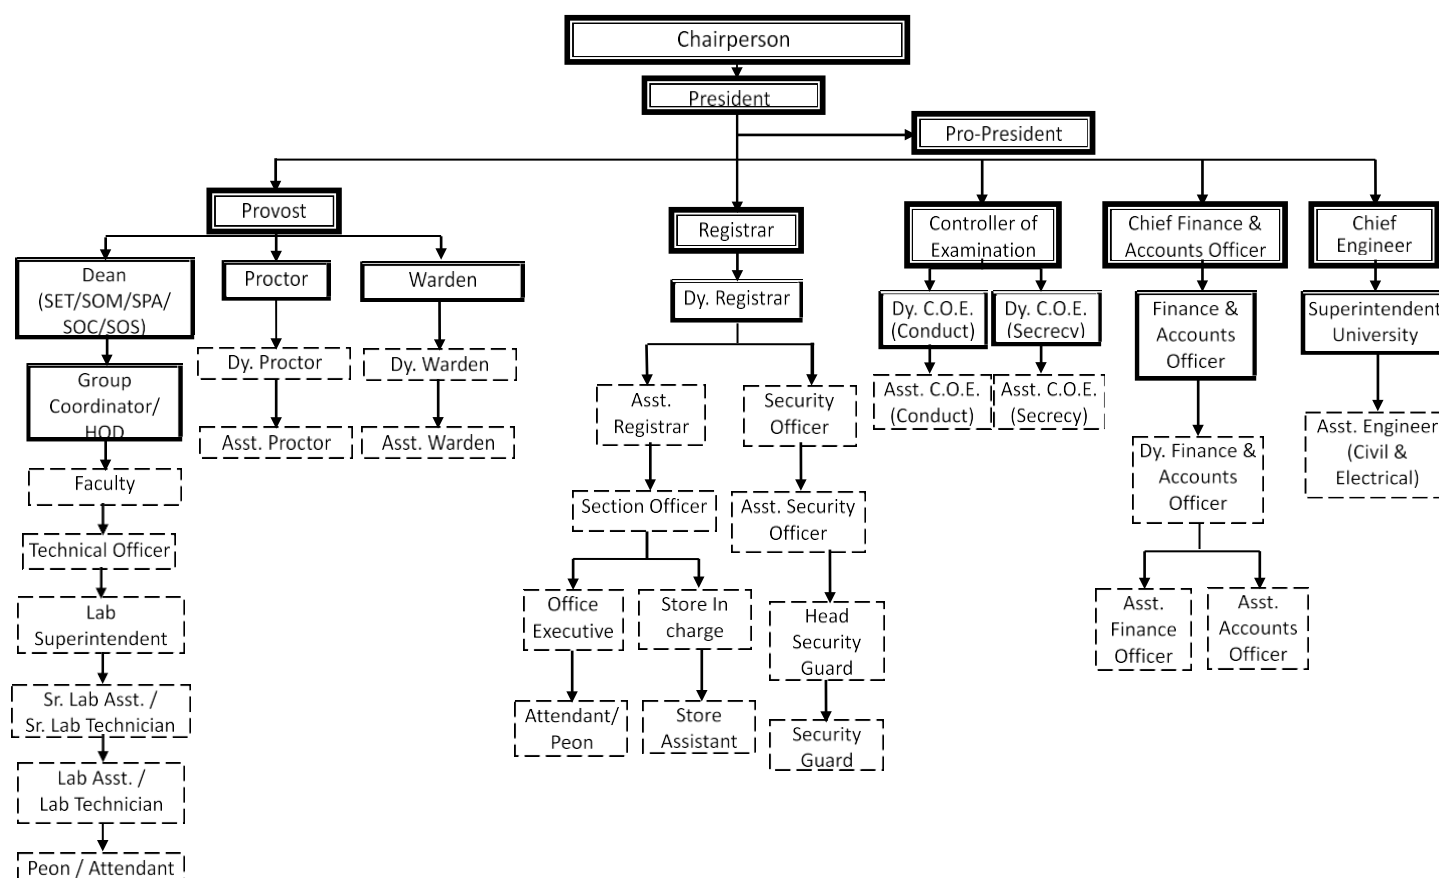 Chairperson
President
Pro-President
Provost
Registrar
Controller of
Examination
Chief Finance &
Accounts Officer
Chief
Engineer
Dean
(SET/SOM/SPA/
SOC/SOS)
Proctor
Warden
Dy. Registrar
Dy. C.O.E.
(Conduct)
Dy. C.O.E.
(Secrecv)
Finance &
Accounts
Officer
Superintendent
University
Dy. Proctor
Dy. Warden
Group
Coordinator/
HOD
Asst.
Registrar
Security
Officer
Asst. C.O.E.
(Conduct)
Asst. C.O.E.
(Secrecy)
Asst. Engineer
(Civil &
Electrical)
Asst. Proctor
Asst. Warden
Dy. Finance &
Accounts
Officer
Faculty
Section Officer
Asst. Security
Officer
Technical Officer
Lab
Superintendent
Office
Executive
Store In
charge
Head
Security
Guard
Asst.
Finance
Officer
Asst.
Accounts
Officer
Sr. Lab Asst. /
Sr. Lab Technician
Attendant/
Peon
Store
Assistant
Security
Guard
Lab Asst. /
Lab Technician
Peon / Attendant